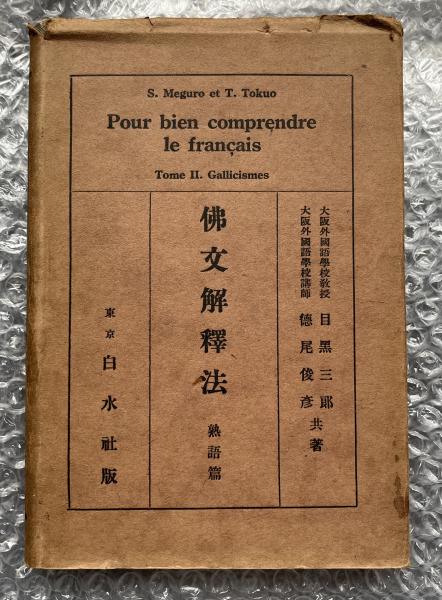 S. Meguro et T. Tokuo
Pour bien comprendre
le français
Tome II. Gallicismes
大阪外國語學校教授 目黒三郎
大阪外國語學校講師 德尾俊彦
共著
佛文解釋法
熟語篇
東京 白水社版